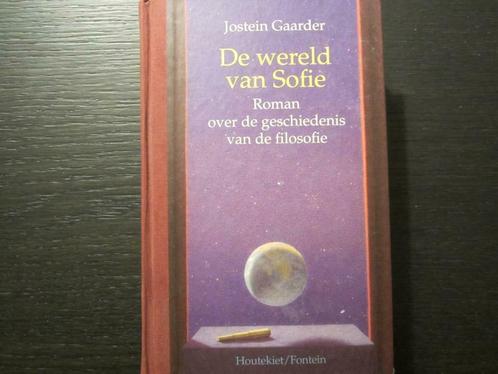 Jostein Gaarder
De wereld
van Sofie
Roman
over de geschiedenis
van de filosofie
Houtekiet/Fontein